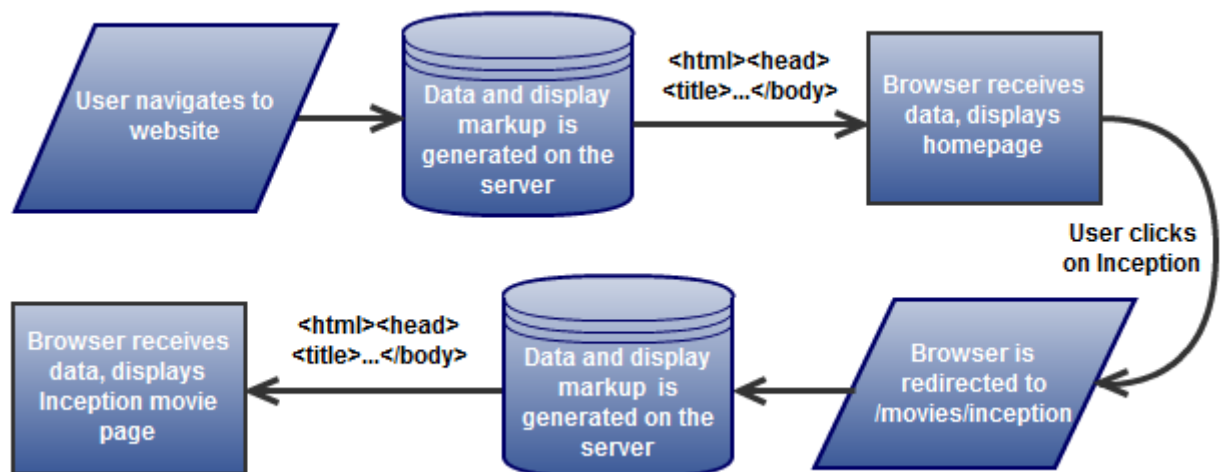 User navigates to
website
Data and display
markup is
generated on the
server
<html><head>
<title>...</body>
Browser receives
data, displays
homepage
User clicks
on Inception
Browser is
redirected to
/movies/inception
Data and display
markup is
generated on the
server
<html><head>
<title>...</body>
Browser receives
data, displays
Inception movie
page